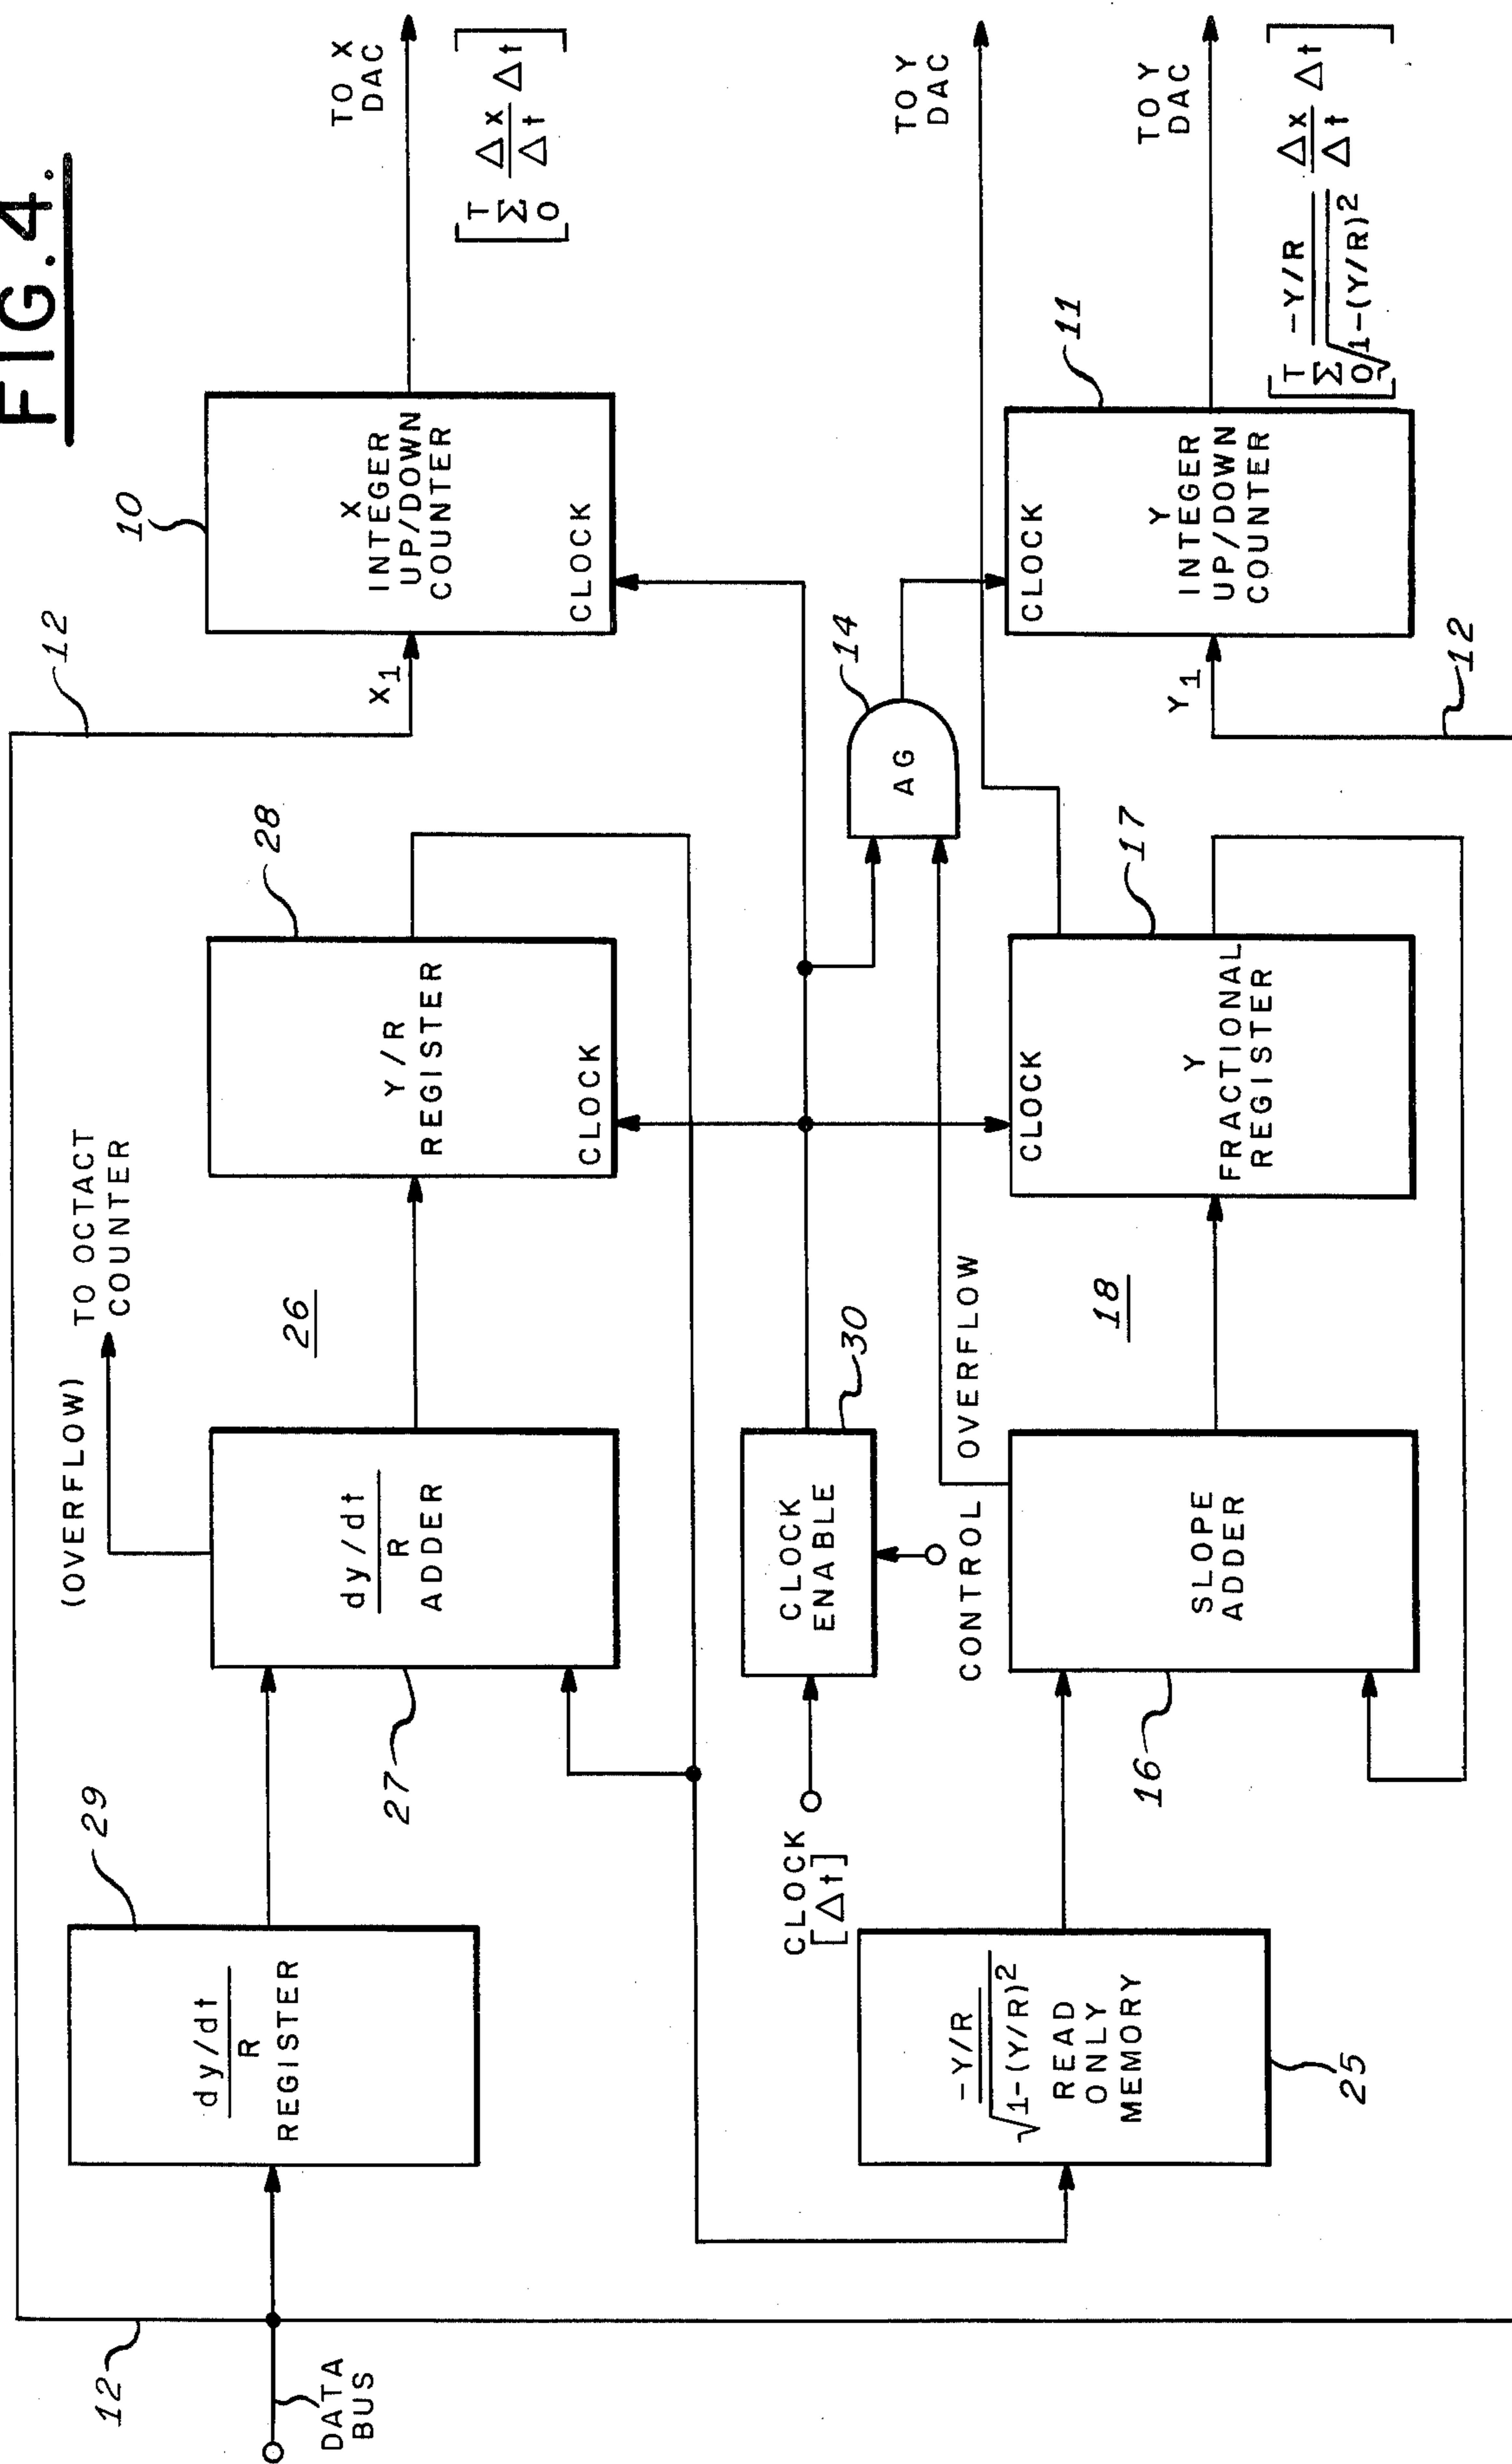 FIG.4.
12
DATA
BUS
29
dy/dt
R
REGISTER
(OVERFLOW)
TO OCTACT
COUNTER
dy/dt
R
ADDER
27
26
28
Y/R
REGISTER
CLOCK
12
X1
10
X
INTEGER
UP/DOWN
COUNTER
CLOCK
TO X
DAC
[T Σ 0 Δx/Δt Δt]
CLOCK
[Δt]
CLOCK
ENABLE
30
CONTROL
OVERFLOW
14
AG
TO Y
DAC
-Y/R
√1-(Y/R)2
READ
ONLY
MEMORY
25
16
SLOPE
ADDER
18
CLOCK
Y
FRACTIONAL
REGISTER
17
Y1
12
11
CLOCK
Y
INTEGER
UP/DOWN
COUNTER
TO Y
DAC
[T Σ 0 -Y/R / √1-(Y/R)2 Δx/Δt Δt]